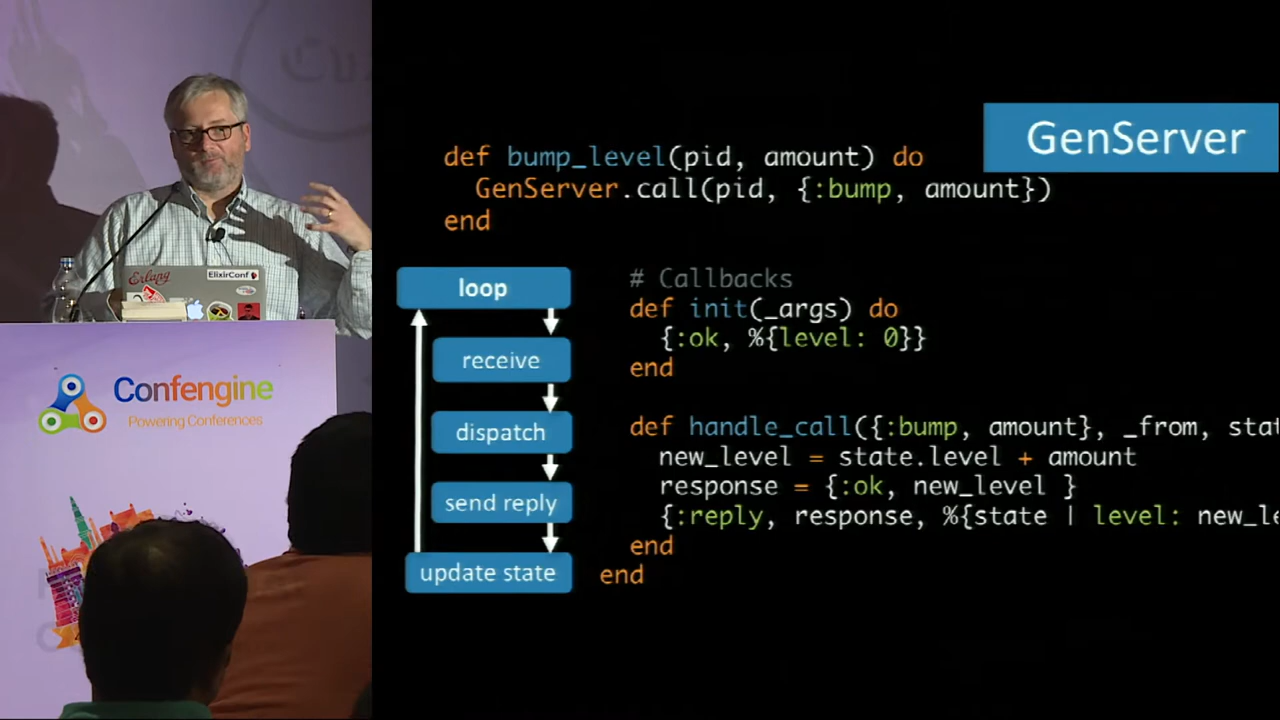 GenServer
def bump_level(pid, amount) do
GenServer.call(pid, {:bump, amount})
end
loop
receive
dispatch
send reply
update state
# Callbacks
def init(_args) do
{:ok, %{level: 0}}
end
def handle_call({:bump, amount}, _from, stat
new_level = state.level + amount
response = {:ok, new_level }
{:reply, response, %{state | level: new_le
end
end
Erlang
ElixirConf
Confengine
Powering Conferences